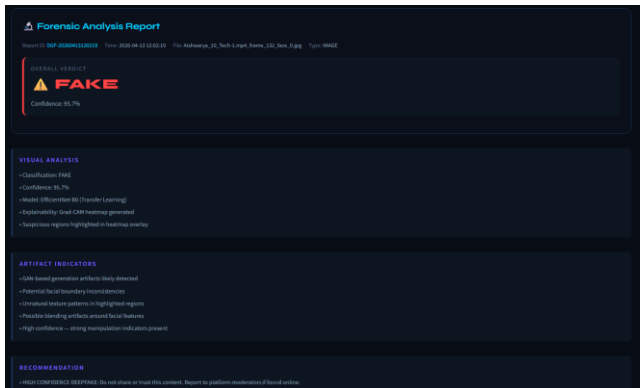 Forensic Analysis Report
Report ID: DGF-20260413120219 Time: 2026-04-13 12:02:19 File: Aishwarya_10_Tech-1.mp4_frame_132_face_0.jpg Type: IMAGE
OVERALL VERDICT
⚠ FAKE
Confidence: 95.7%
VISUAL ANALYSIS
• Classification: FAKE
• Confidence: 95.7%
• Model: EfficientNet-B0 (Transfer Learning)
• Explainability: Grad-CAM heatmap generated
• Suspicious regions highlighted in heatmap overlay
ARTIFACT INDICATORS
• GAN-based generation artifacts likely detected
• Potential facial boundary inconsistencies
• Unnatural texture patterns in highlighted regions
• Possible blending artifacts around facial features
• High confidence — strong manipulation indicators present
RECOMMENDATION
• HIGH CONFIDENCE DEEPFAKE: Do not share or trust this content. Report to platform moderators if found online.